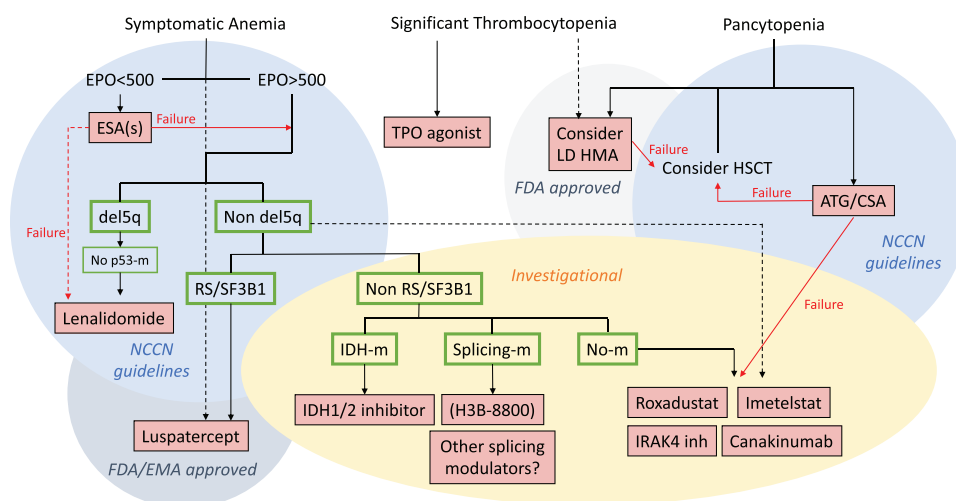 Symptomatic Anemia
Significant Thrombocytopenia
Pancytopenia
EPO<500
EPO>500
ESA(s)
Failure
TPO agonist
Consider
LD HMA
Failure
Consider HSCT
FDA approved
Failure
ATG/CSA
del5q
Non del5q
Failure
No p53-m
NCCN
guidelines
RS/SF3B1
Non RS/SF3B1
Investigational
Lenalidomide
Failure
NCCN
guidelines
IDH-m
Splicing-m
No-m
IDH1/2 inhibitor
(H3B-8800)
Roxadustat
Imetelstat
Luspatercept
Other splicing
modulators?
IRAK4 inh
Canakinumab
FDA/EMA approved